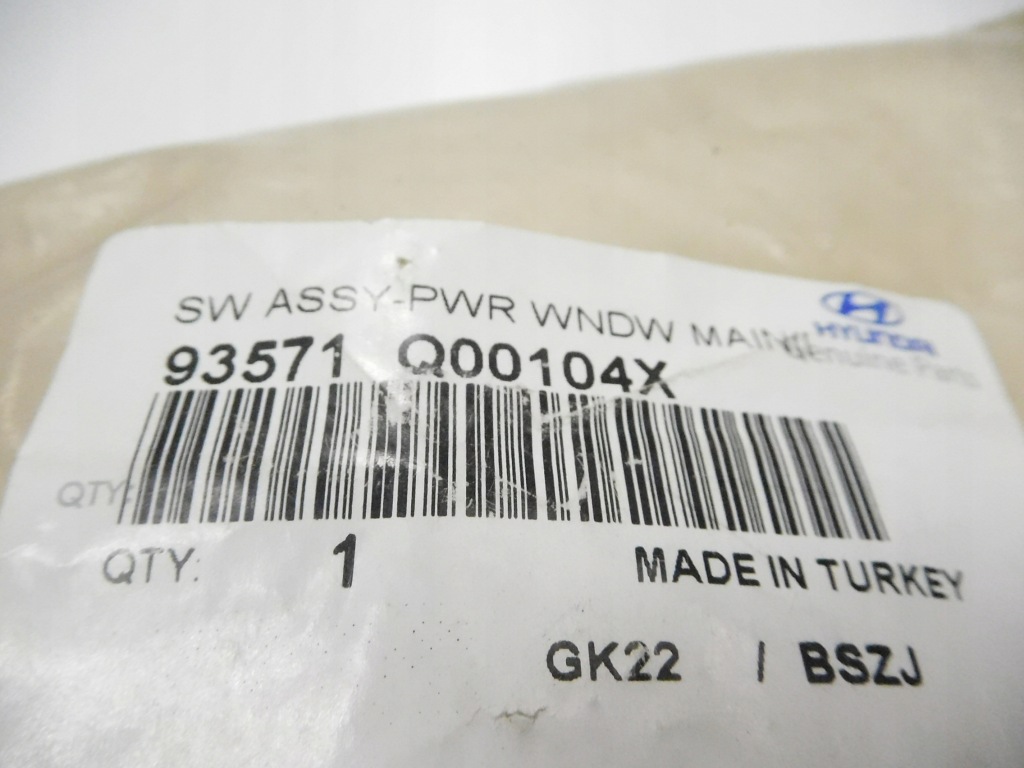 SW ASSY-PWR WNDW MAIN
HYUNDAI
Genuine Parts
93571 Q00104X
QTY:
QTY: 1 MADE IN TURKEY
GK22 / BSZJ